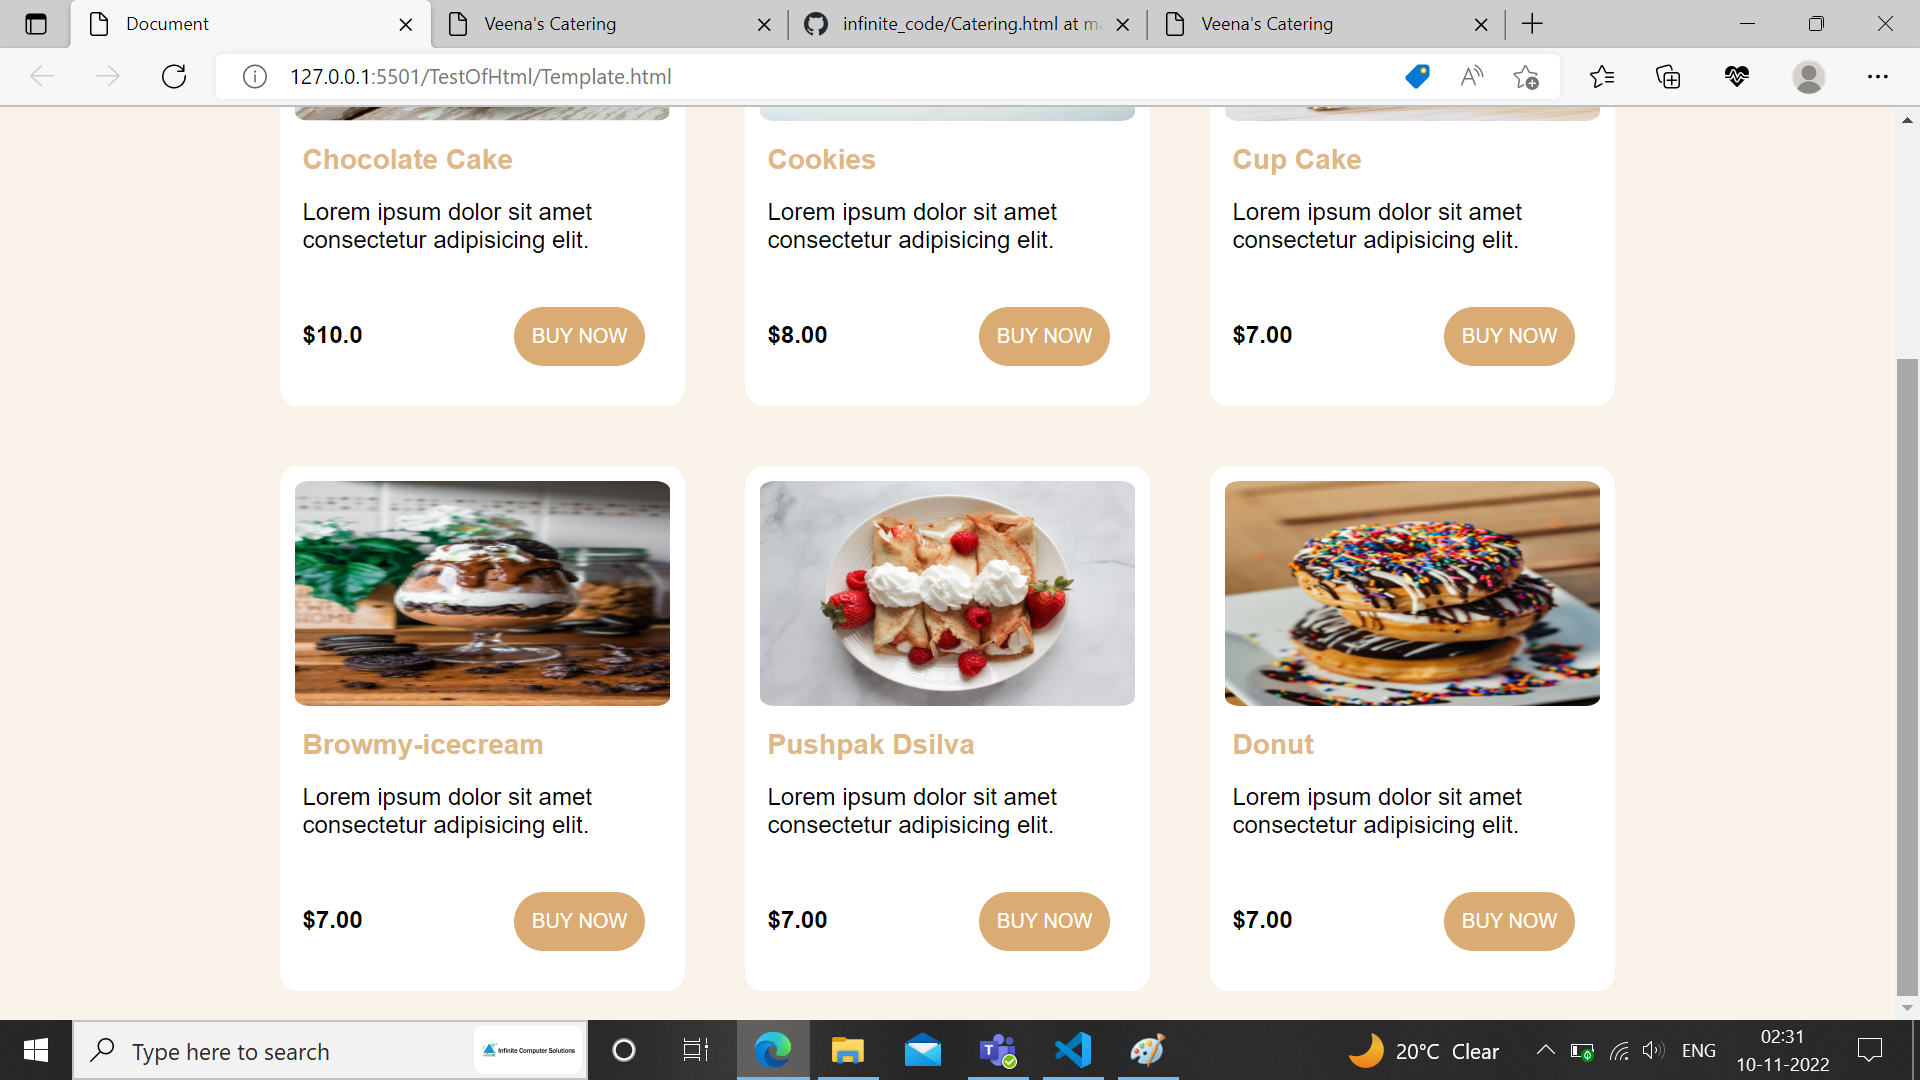 Document
Veena's Catering
infinite_code/Catering.html at ma
Veena's Catering
127.0.0.1:5501/TestOfHtml/Template.html
Chocolate Cake
Lorem ipsum dolor sit amet
consectetur adipisicing elit.
$10.0
BUY NOW
Cookies
Lorem ipsum dolor sit amet
consectetur adipisicing elit.
$8.00
BUY NOW
Cup Cake
Lorem ipsum dolor sit amet
consectetur adipisicing elit.
$7.00
BUY NOW
HOME
Browmy-icecream
Lorem ipsum dolor sit amet
consectetur adipisicing elit.
$7.00
BUY NOW
Pushpak Dsilva
Lorem ipsum dolor sit amet
consectetur adipisicing elit.
$7.00
BUY NOW
Donut
Lorem ipsum dolor sit amet
consectetur adipisicing elit.
$7.00
BUY NOW
Type here to search
Infinite Computer Solutions
20°C Clear
ENG
02:31
10-11-2022